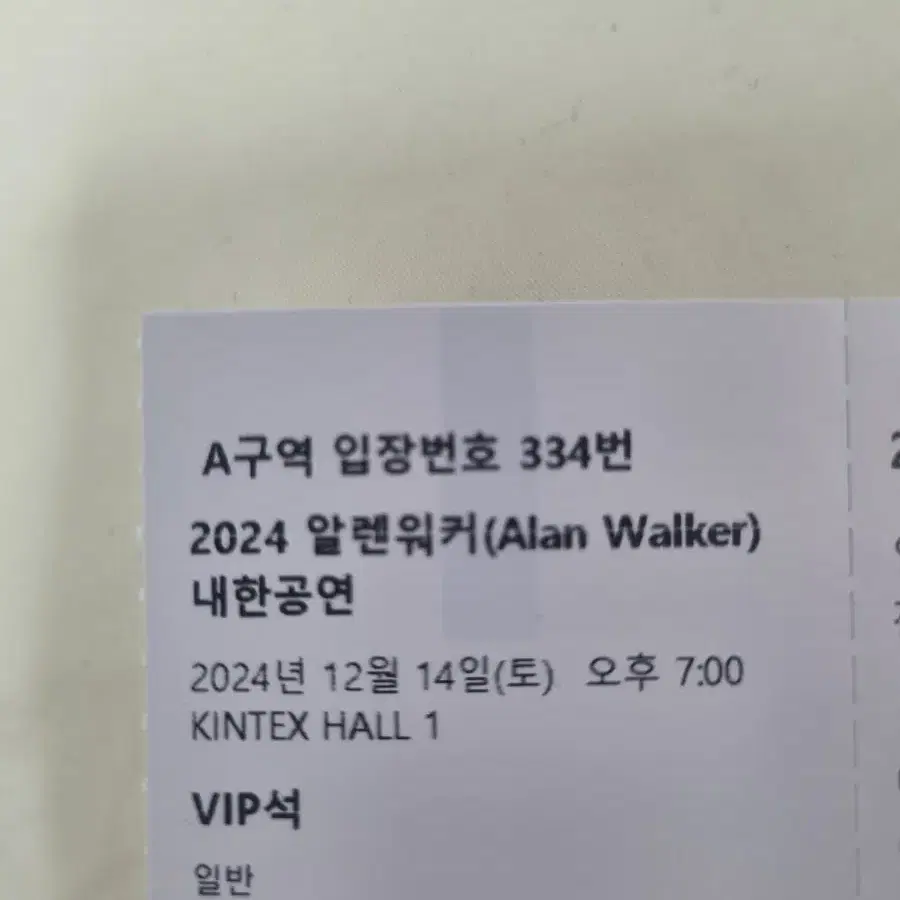 A구역 입장번호 334번
2024 알렌워커(Alan Walker)
내한공연
2024년 12월 14일(토) 오후 7:00
KINTEX HALL 1
VIP석
일반